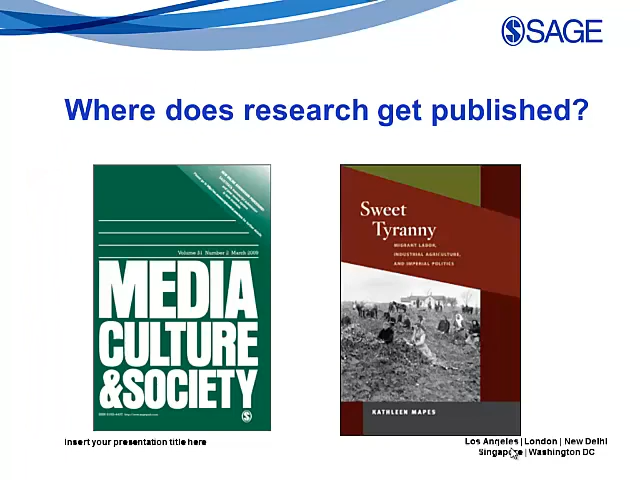 SAGE
Where does research get published?
Volume 31 Number 2 March 2009
MEDIA
CULTURE
&SOCIETY
Sweet
Tyranny
MIGRANT LABOR,
INDUSTRIAL AGRICULTURE,
AND IMPERIAL POLITICS
KATHLEEN MAPES
Insert your presentation title here
Los Angeles | London | New Delhi
Singapore | Washington DC